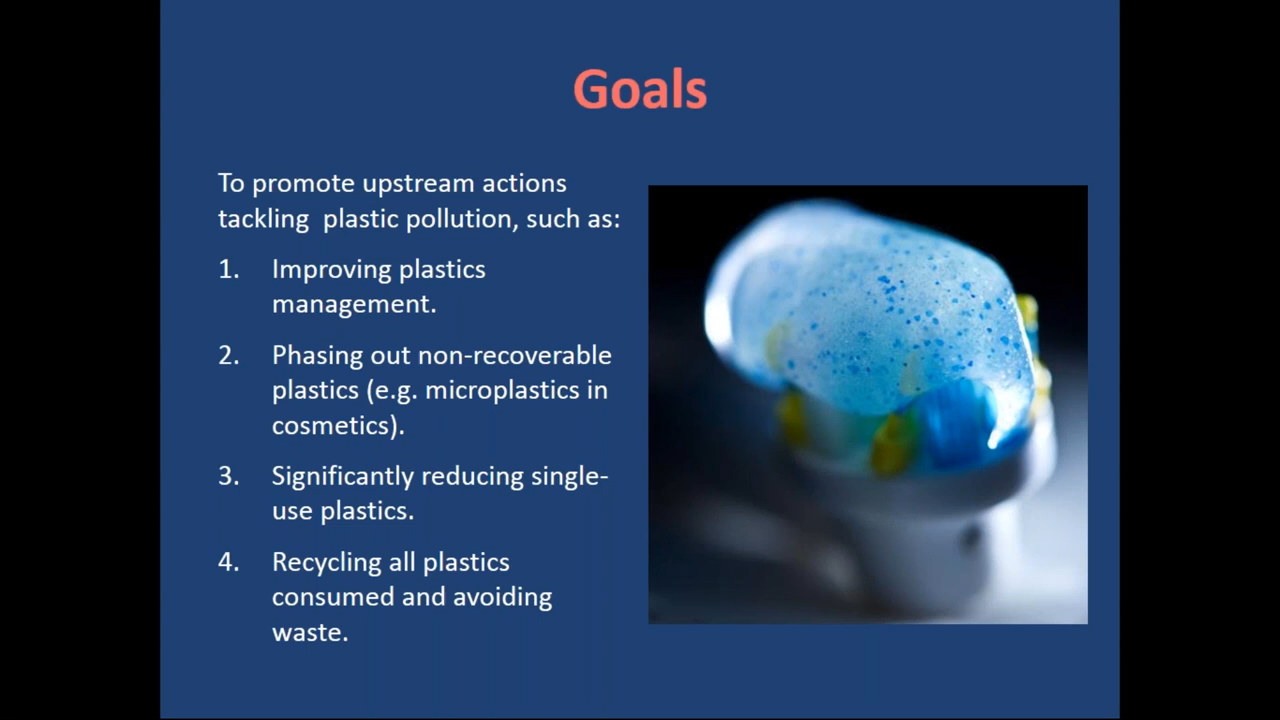 Goals
To promote upstream actions
tackling  plastic pollution, such as:
1. Improving plastics
management.
2. Phasing out non-recoverable
plastics (e.g. microplastics in
cosmetics).
3. Significantly reducing single-
use plastics.
4. Recycling all plastics
consumed and avoiding
waste.